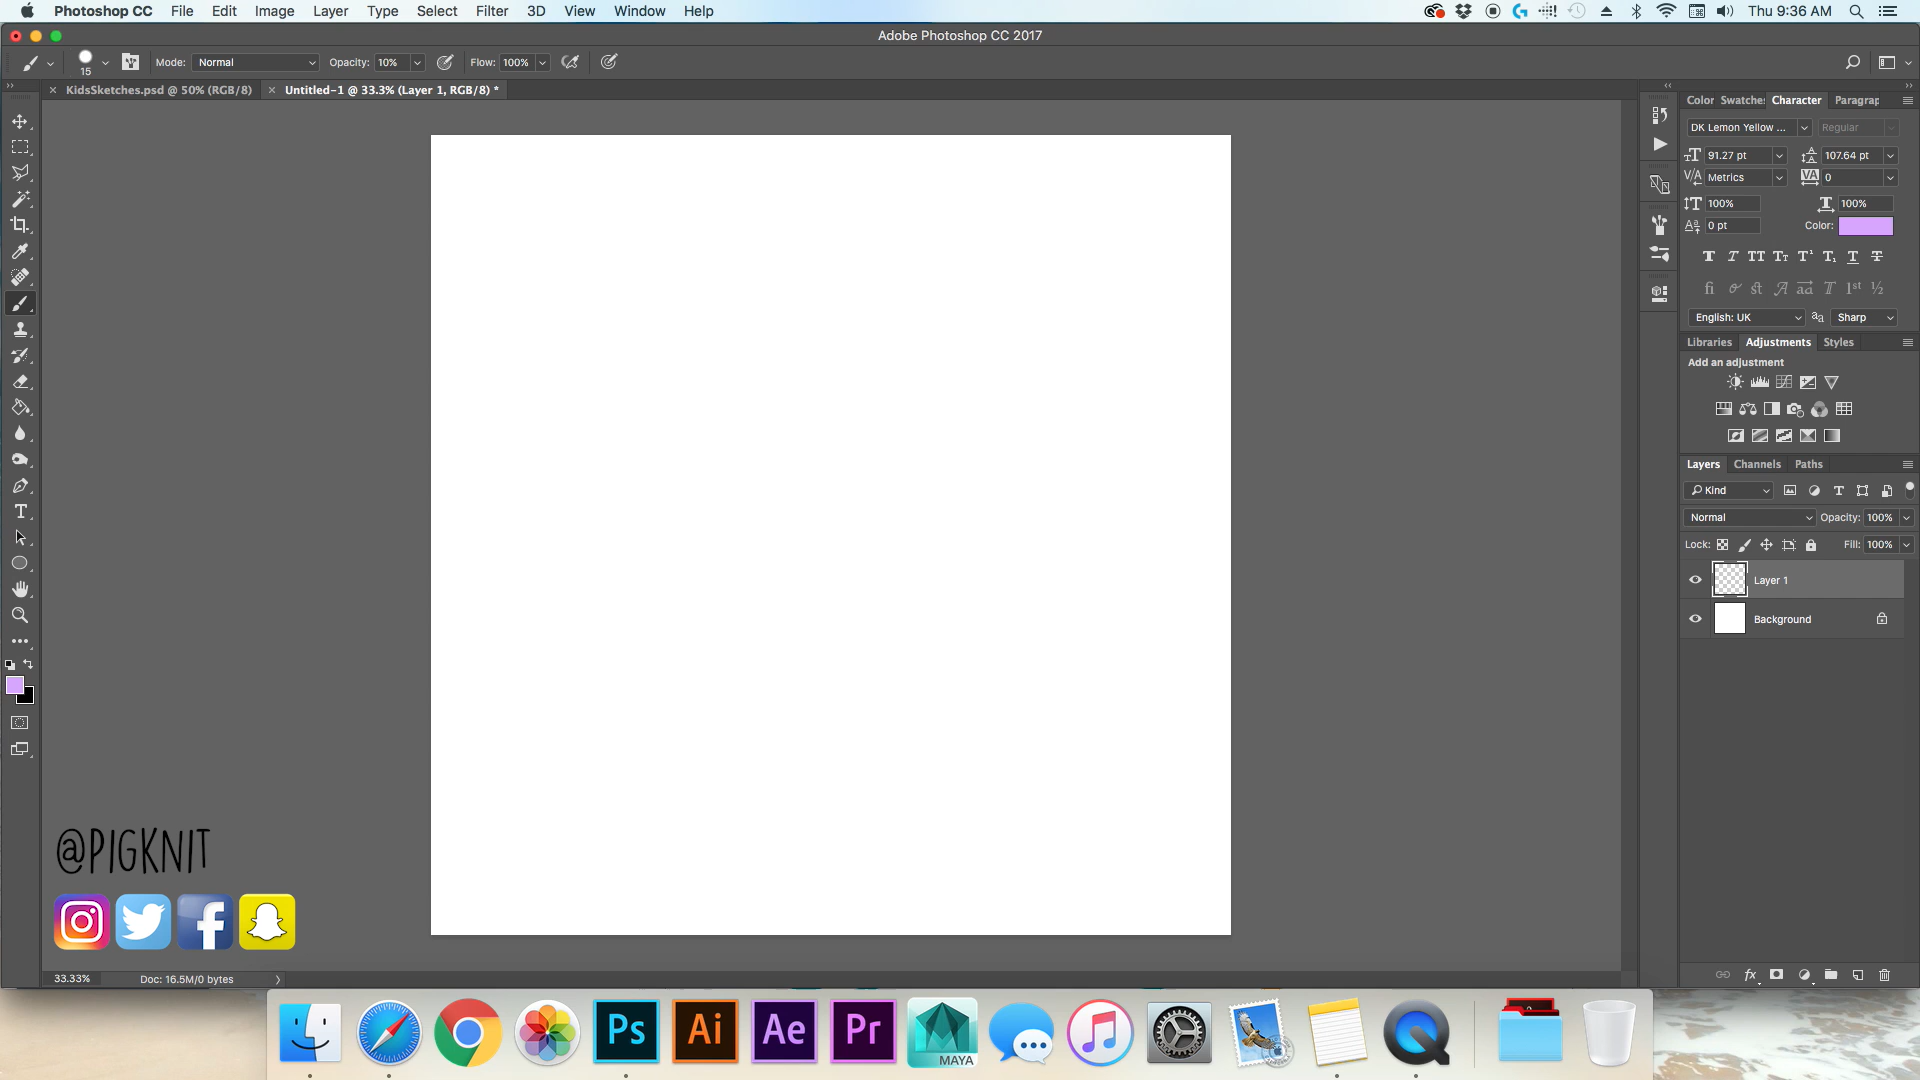 Photoshop CC File Edit Image Layer Type Select Filter 3D View Window Help Thu 9:36 AM
Adobe Photoshop CC 2017
15 Mode: Normal Opacity: 10% Flow: 100%
KidsSketches.psd @ 50% (RGB/8) Untitled-1 @ 33.3% (Layer 1, RGB/8) *
Color Swatches Character Paragrap
DK Lemon Yellow ... Regular
91.27 pt 107.64 pt
Metrics 0
100% 100%
0 pt Color:
English: UK Sharp
Libraries Adjustments Styles
Add an adjustment
Layers Channels Paths
Kind
Normal Opacity: 100%
Lock: Fill: 100%
Layer 1
Background
@PIGKNIT
33.33% Doc: 16.5M/0 bytes
fx
Ps Ai Ae Pr MAYA